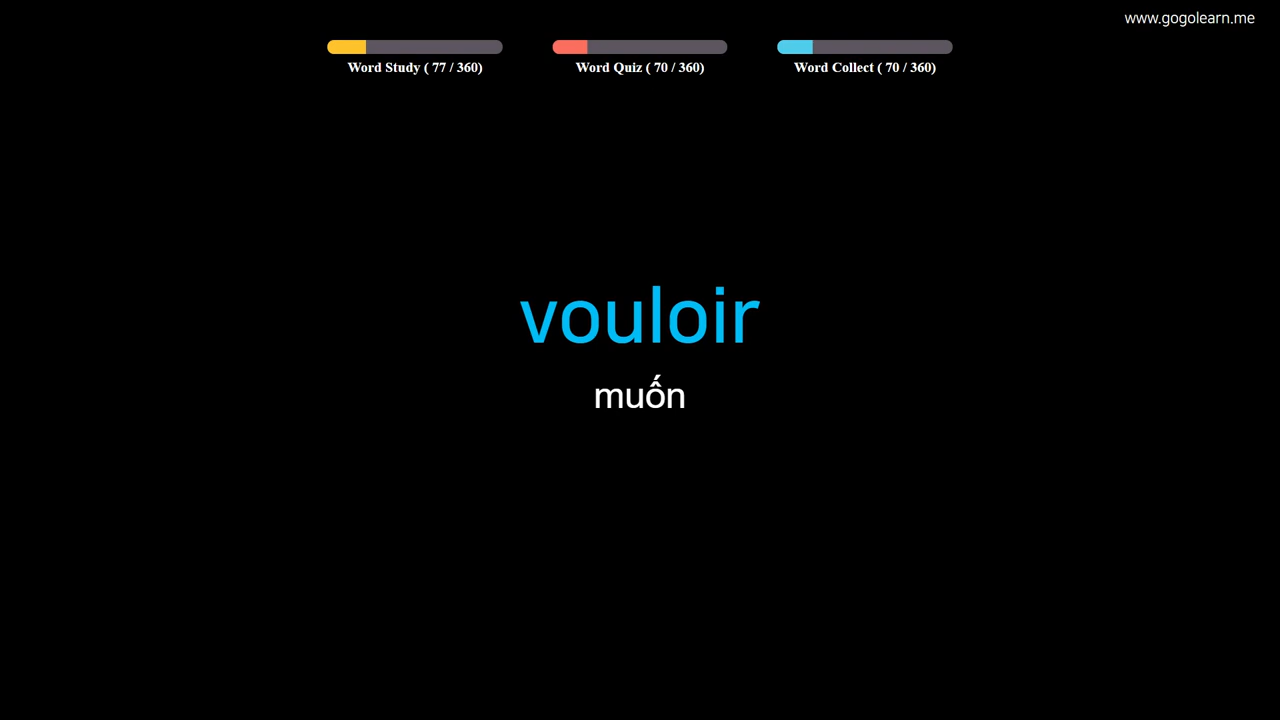 www.gogolearn.me
Word Study ( 77 / 360)
Word Quiz ( 70 / 360)
Word Collect ( 70 / 360)
vouloir
muốn